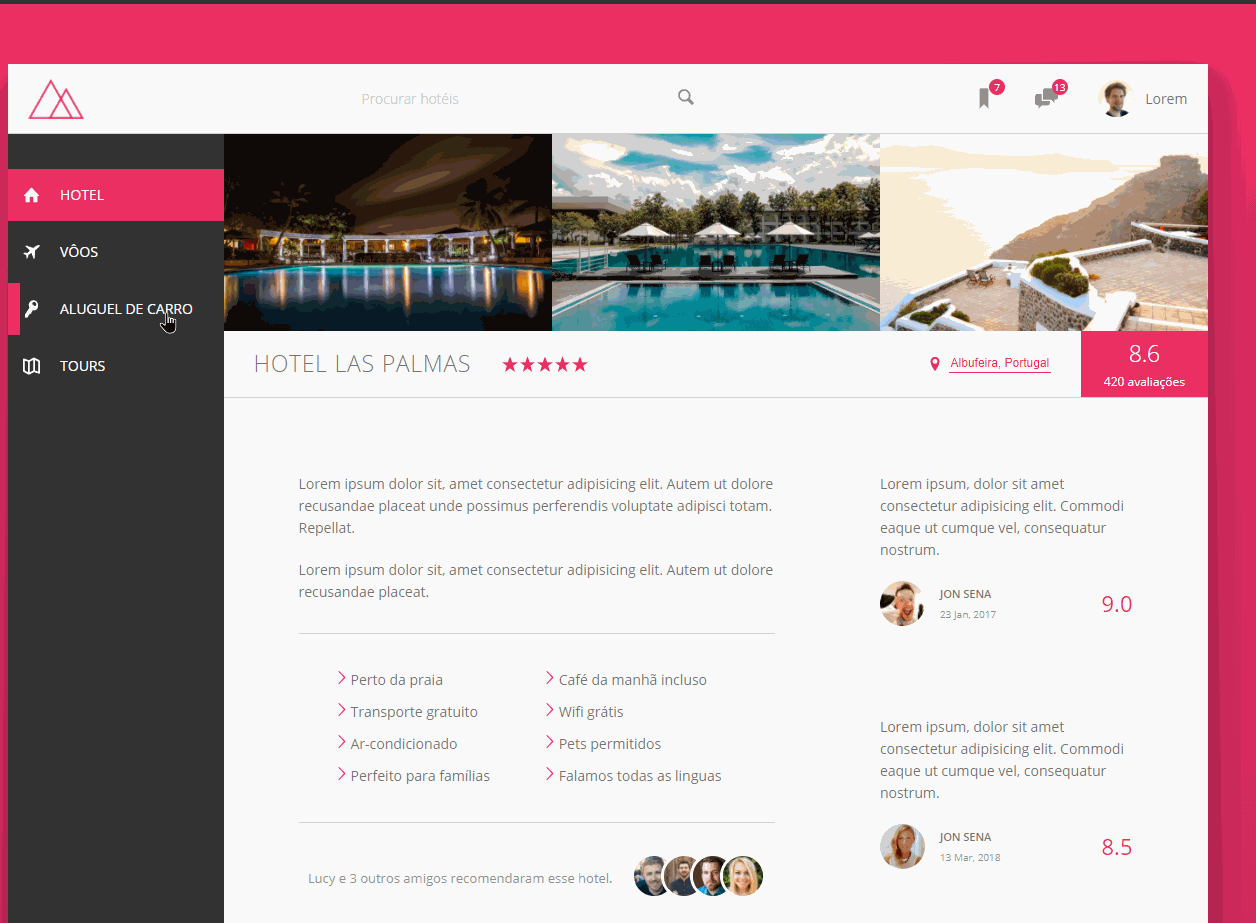 Procurar hotéis
7
13
Lorem
HOTEL
VÔOS
ALUGUEL DE CARRO
TOURS
HOTEL LAS PALMAS
Albufeira, Portugal
8.6
420 avaliações
Lorem ipsum dolor sit, amet consectetur adipisicing elit. Autem ut dolore
recusandae placeat unde possimus perferendis voluptate adipisci totam.
Repellat.
Lorem ipsum dolor sit, amet consectetur adipisicing elit. Autem ut dolore
recusandae placeat.
Perto da praia
Transporte gratuito
Ar-condicionado
Perfeito para famílias
Café da manhã incluso
Wifi grátis
Pets permitidos
Falamos todas as linguas
Lucy e 3 outros amigos recomendaram esse hotel.
Lorem ipsum, dolor sit amet
consectetur adipisicing elit. Commodi
eaque ut cumque vel, consequatur
nostrum.
JON SENA
23 Jan, 2017
9.0
Lorem ipsum, dolor sit amet
consectetur adipisicing elit. Commodi
eaque ut cumque vel, consequatur
nostrum.
JON SENA
13 Mar, 2018
8.5